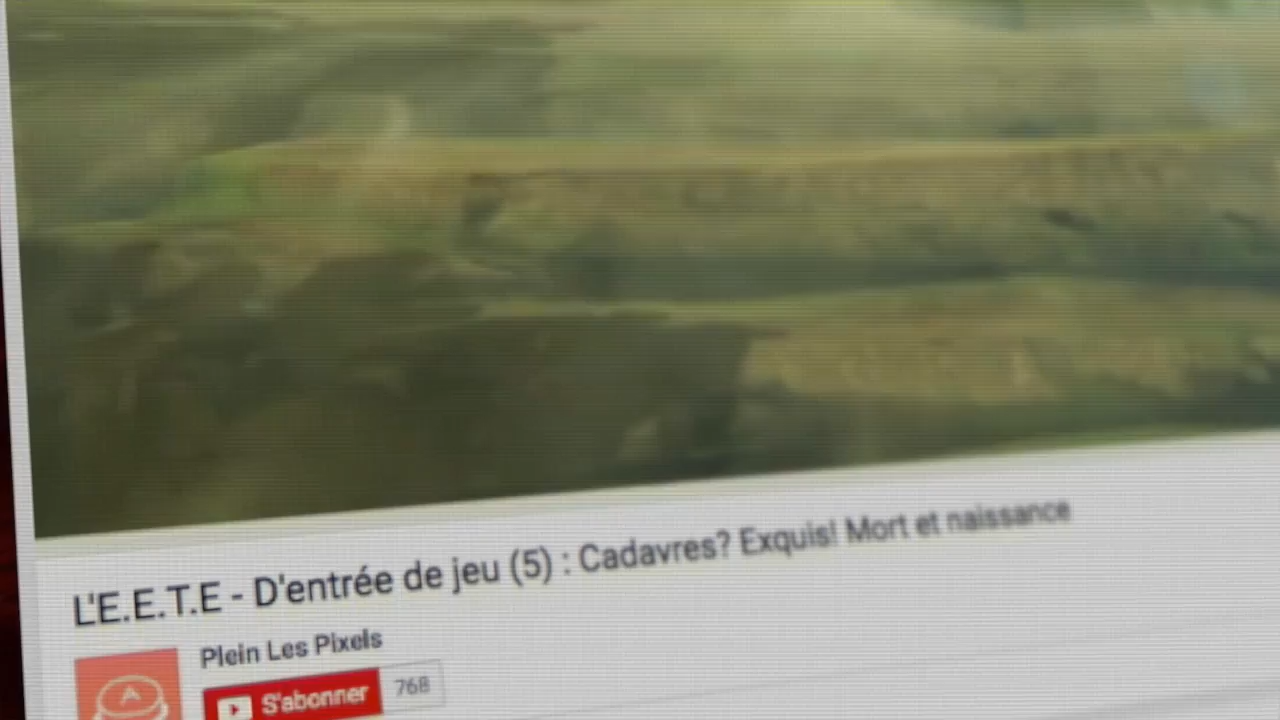 L'E.E.T.E - D'entrée de jeu (5) : Cadavres? Exquis! Mort et naissance
Plein Les Pixels
S'abonner 768
A